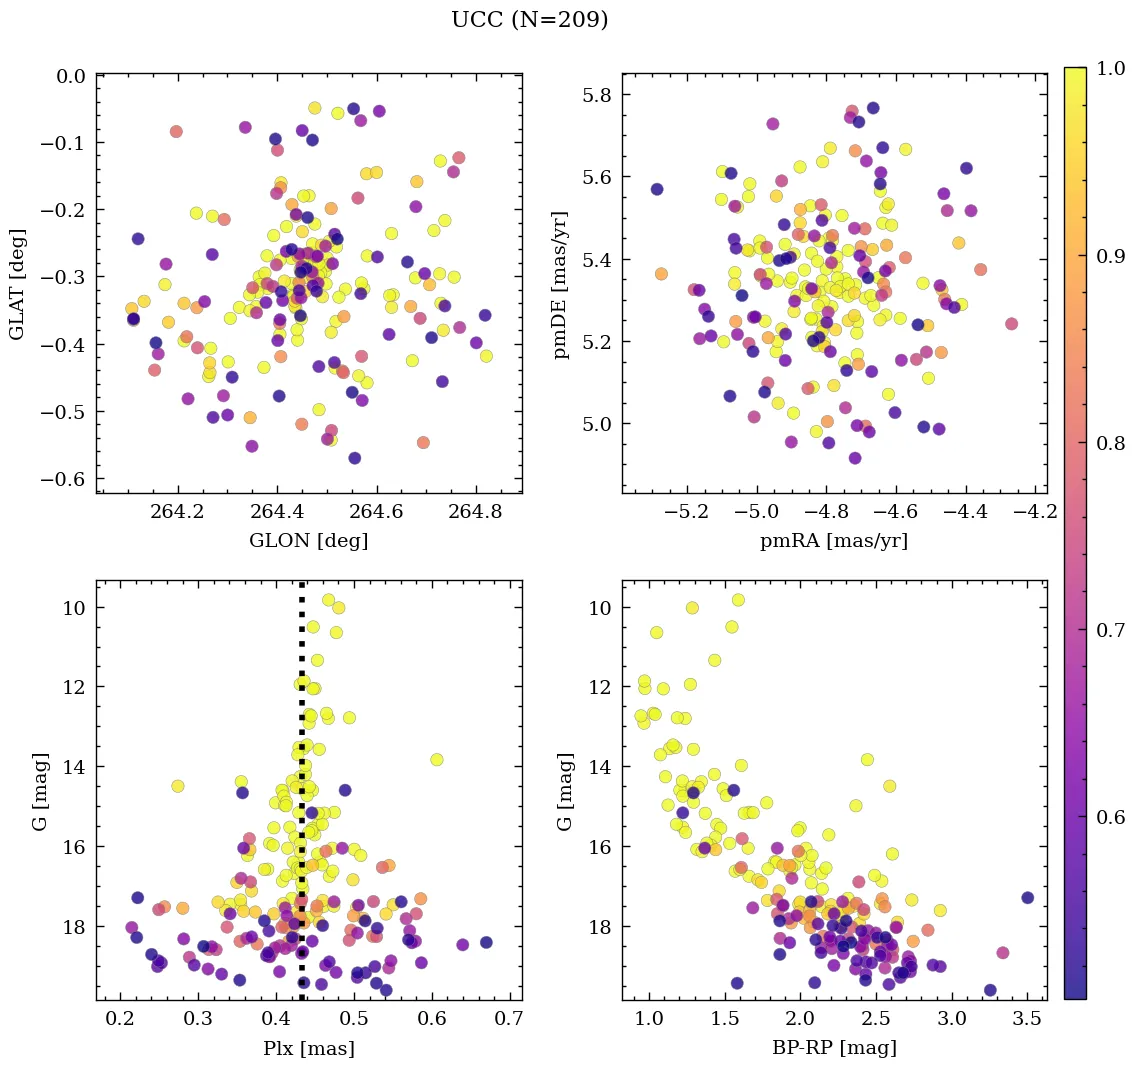 UCC (N=209)
0.0
−0.1
−0.2
−0.3
−0.4
−0.5
−0.6
GLAT [deg]
264.2 264.4 264.6 264.8
GLON [deg]
5.8
5.6
5.4
5.2
5.0
pmDE [mas/yr]
−5.2 −5.0 −4.8 −4.6 −4.4 −4.2
pmRA [mas/yr]
1.0
0.9
0.8
0.7
0.6
10
12
14
16
18
G [mag]
0.2 0.3 0.4 0.5 0.6 0.7
Plx [mas]
10
12
14
16
18
G [mag]
1.0 1.5 2.0 2.5 3.0 3.5
BP-RP [mag]